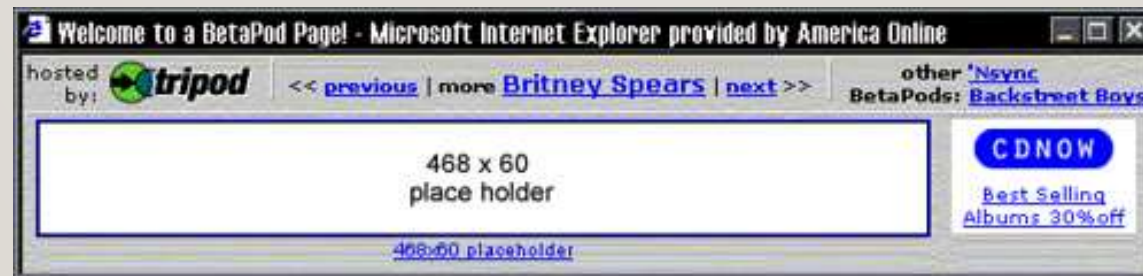 Welcome to a BetaPod Page! - Microsoft Internet Explorer provided by America Online
hosted by: tripod
<< previous | more Britney Spears | next >>
other BetaPods: 'Nsync
Backstreet Boys
468 x 60
place holder
468x60 placeholder
CDNOW
Best Selling
Albums 30%off